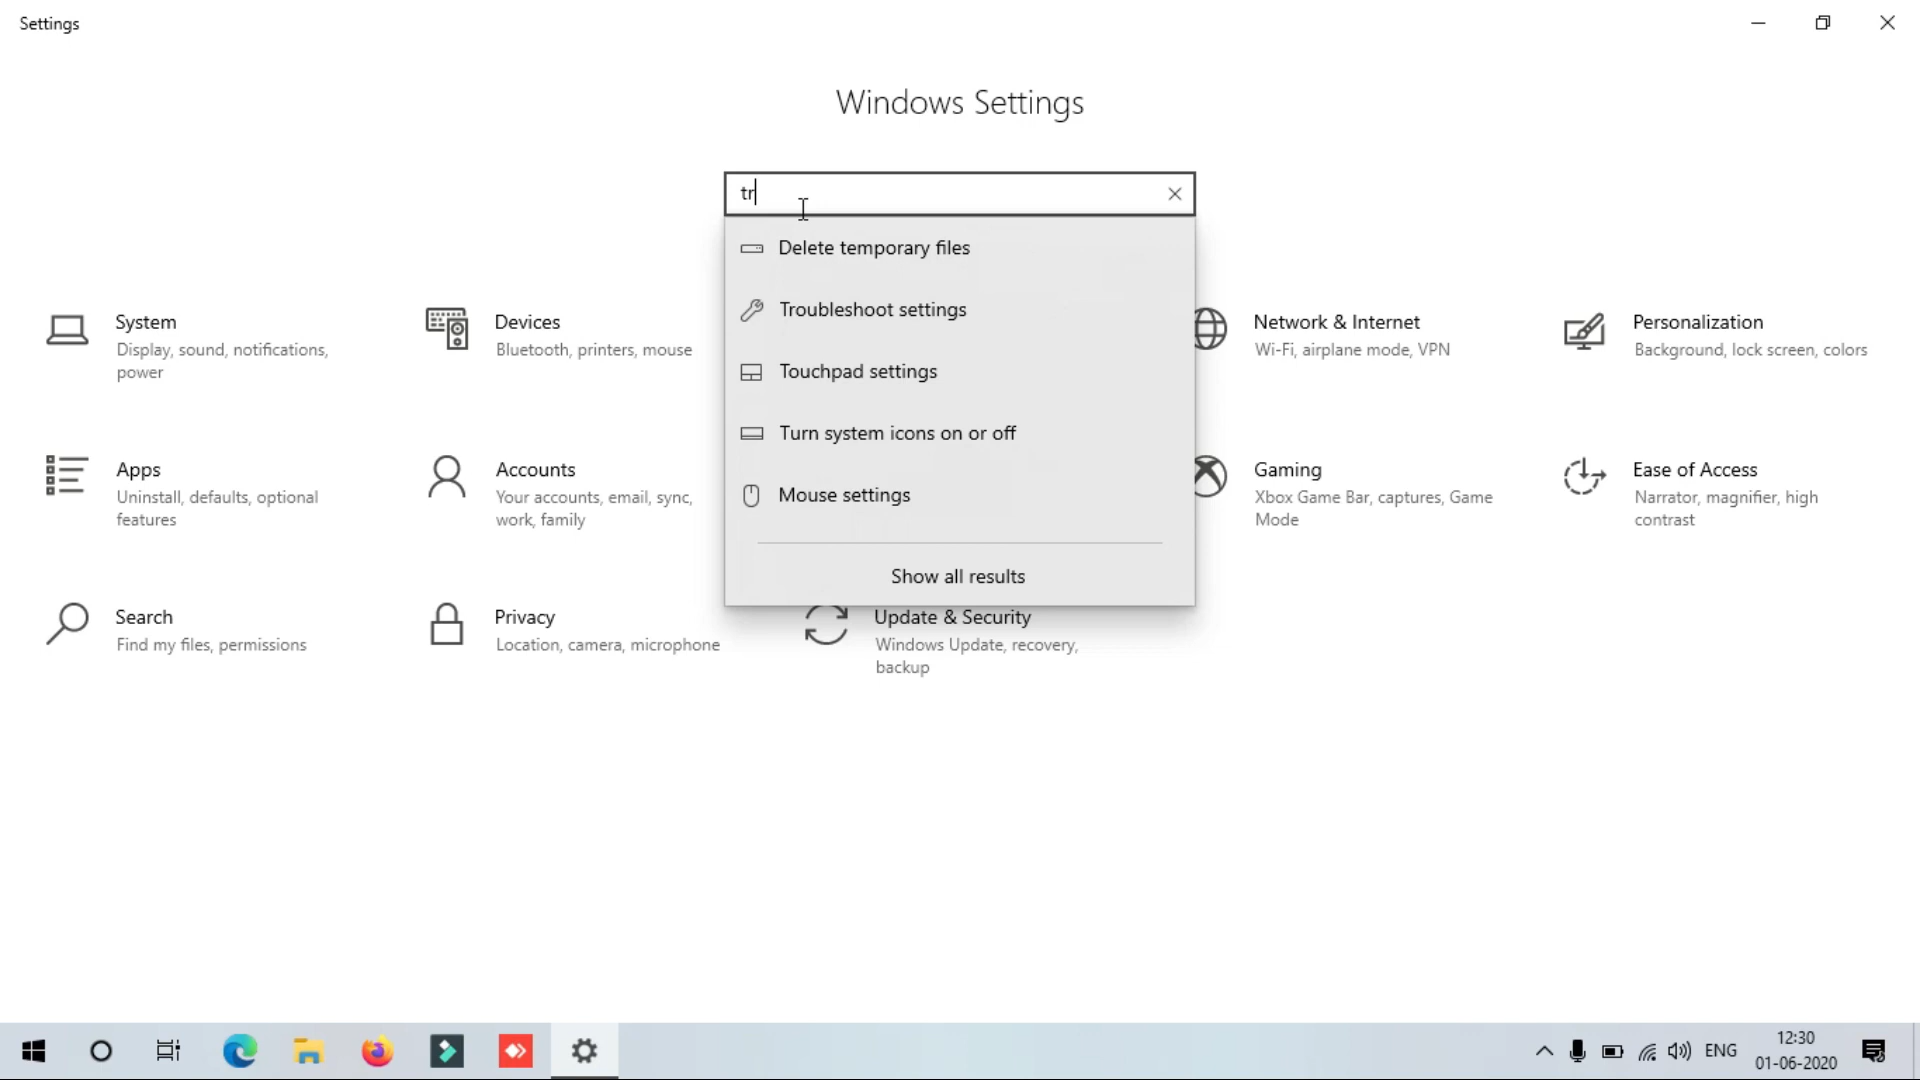 Settings
Windows Settings
tr
Delete temporary files
Troubleshoot settings
Touchpad settings
Turn system icons on or off
Mouse settings
Show all results
System
Display, sound, notifications,
power
Devices
Bluetooth, printers, mouse
Network & Internet
Wi-Fi, airplane mode, VPN
Personalization
Background, lock screen, colors
Apps
Uninstall, defaults, optional
features
Accounts
Your accounts, email, sync,
work, family
Gaming
Xbox Game Bar, captures, Game
Mode
Ease of Access
Narrator, magnifier, high
contrast
Search
Find my files, permissions
Privacy
Location, camera, microphone
Update & Security
Windows Update, recovery,
backup
ENG
12:30
01-06-2020